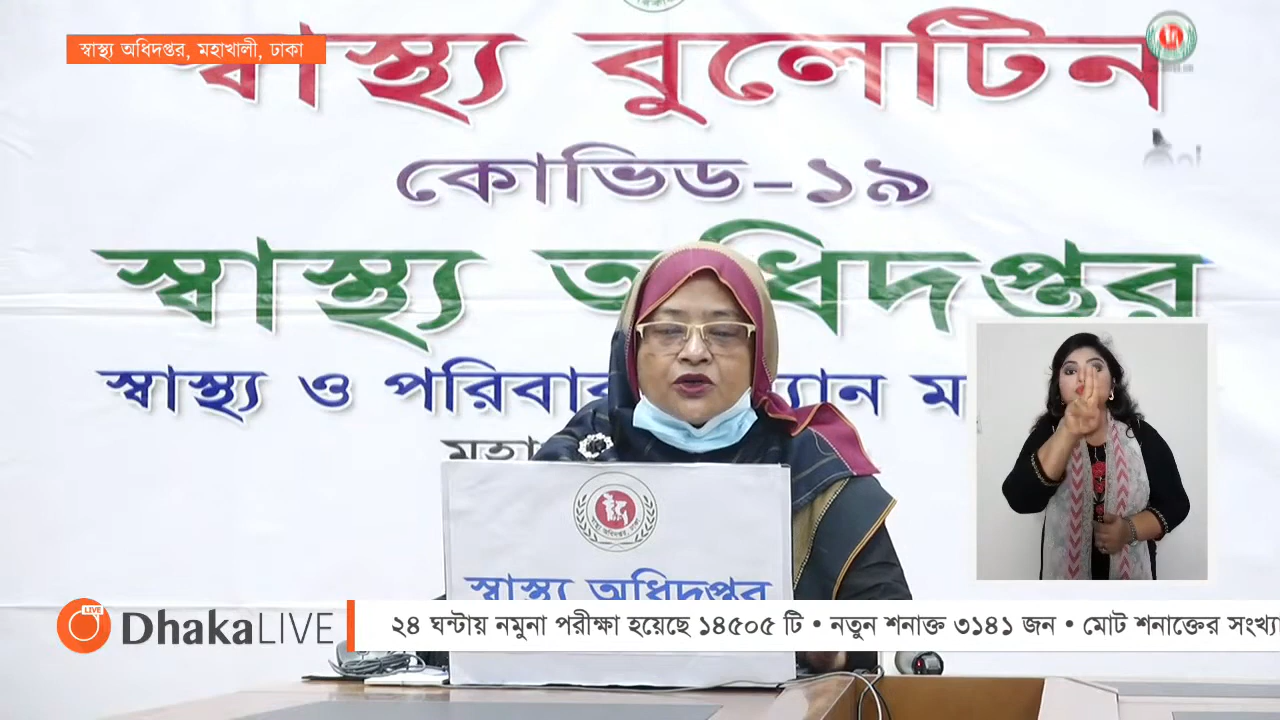 স্বাস্থ্য অধিদপ্তর, মহাখালী, ঢাকা
স্বাস্থ্য বুলেটিন
কোভিড-১৯
স্বাস্থ্য অধিদপ্তর
স্বাস্থ্য ও পরিবার
স্বাস্থ্য অধিদপ্তর
LIVE
DhakaLIVE
২৪ ঘন্টায় নমুনা পরীক্ষা হয়েছে ১৪৫০৫ টি • নতুন শনাক্ত ৩১৪১ জন • মোট শনাক্তের সংখ্যা